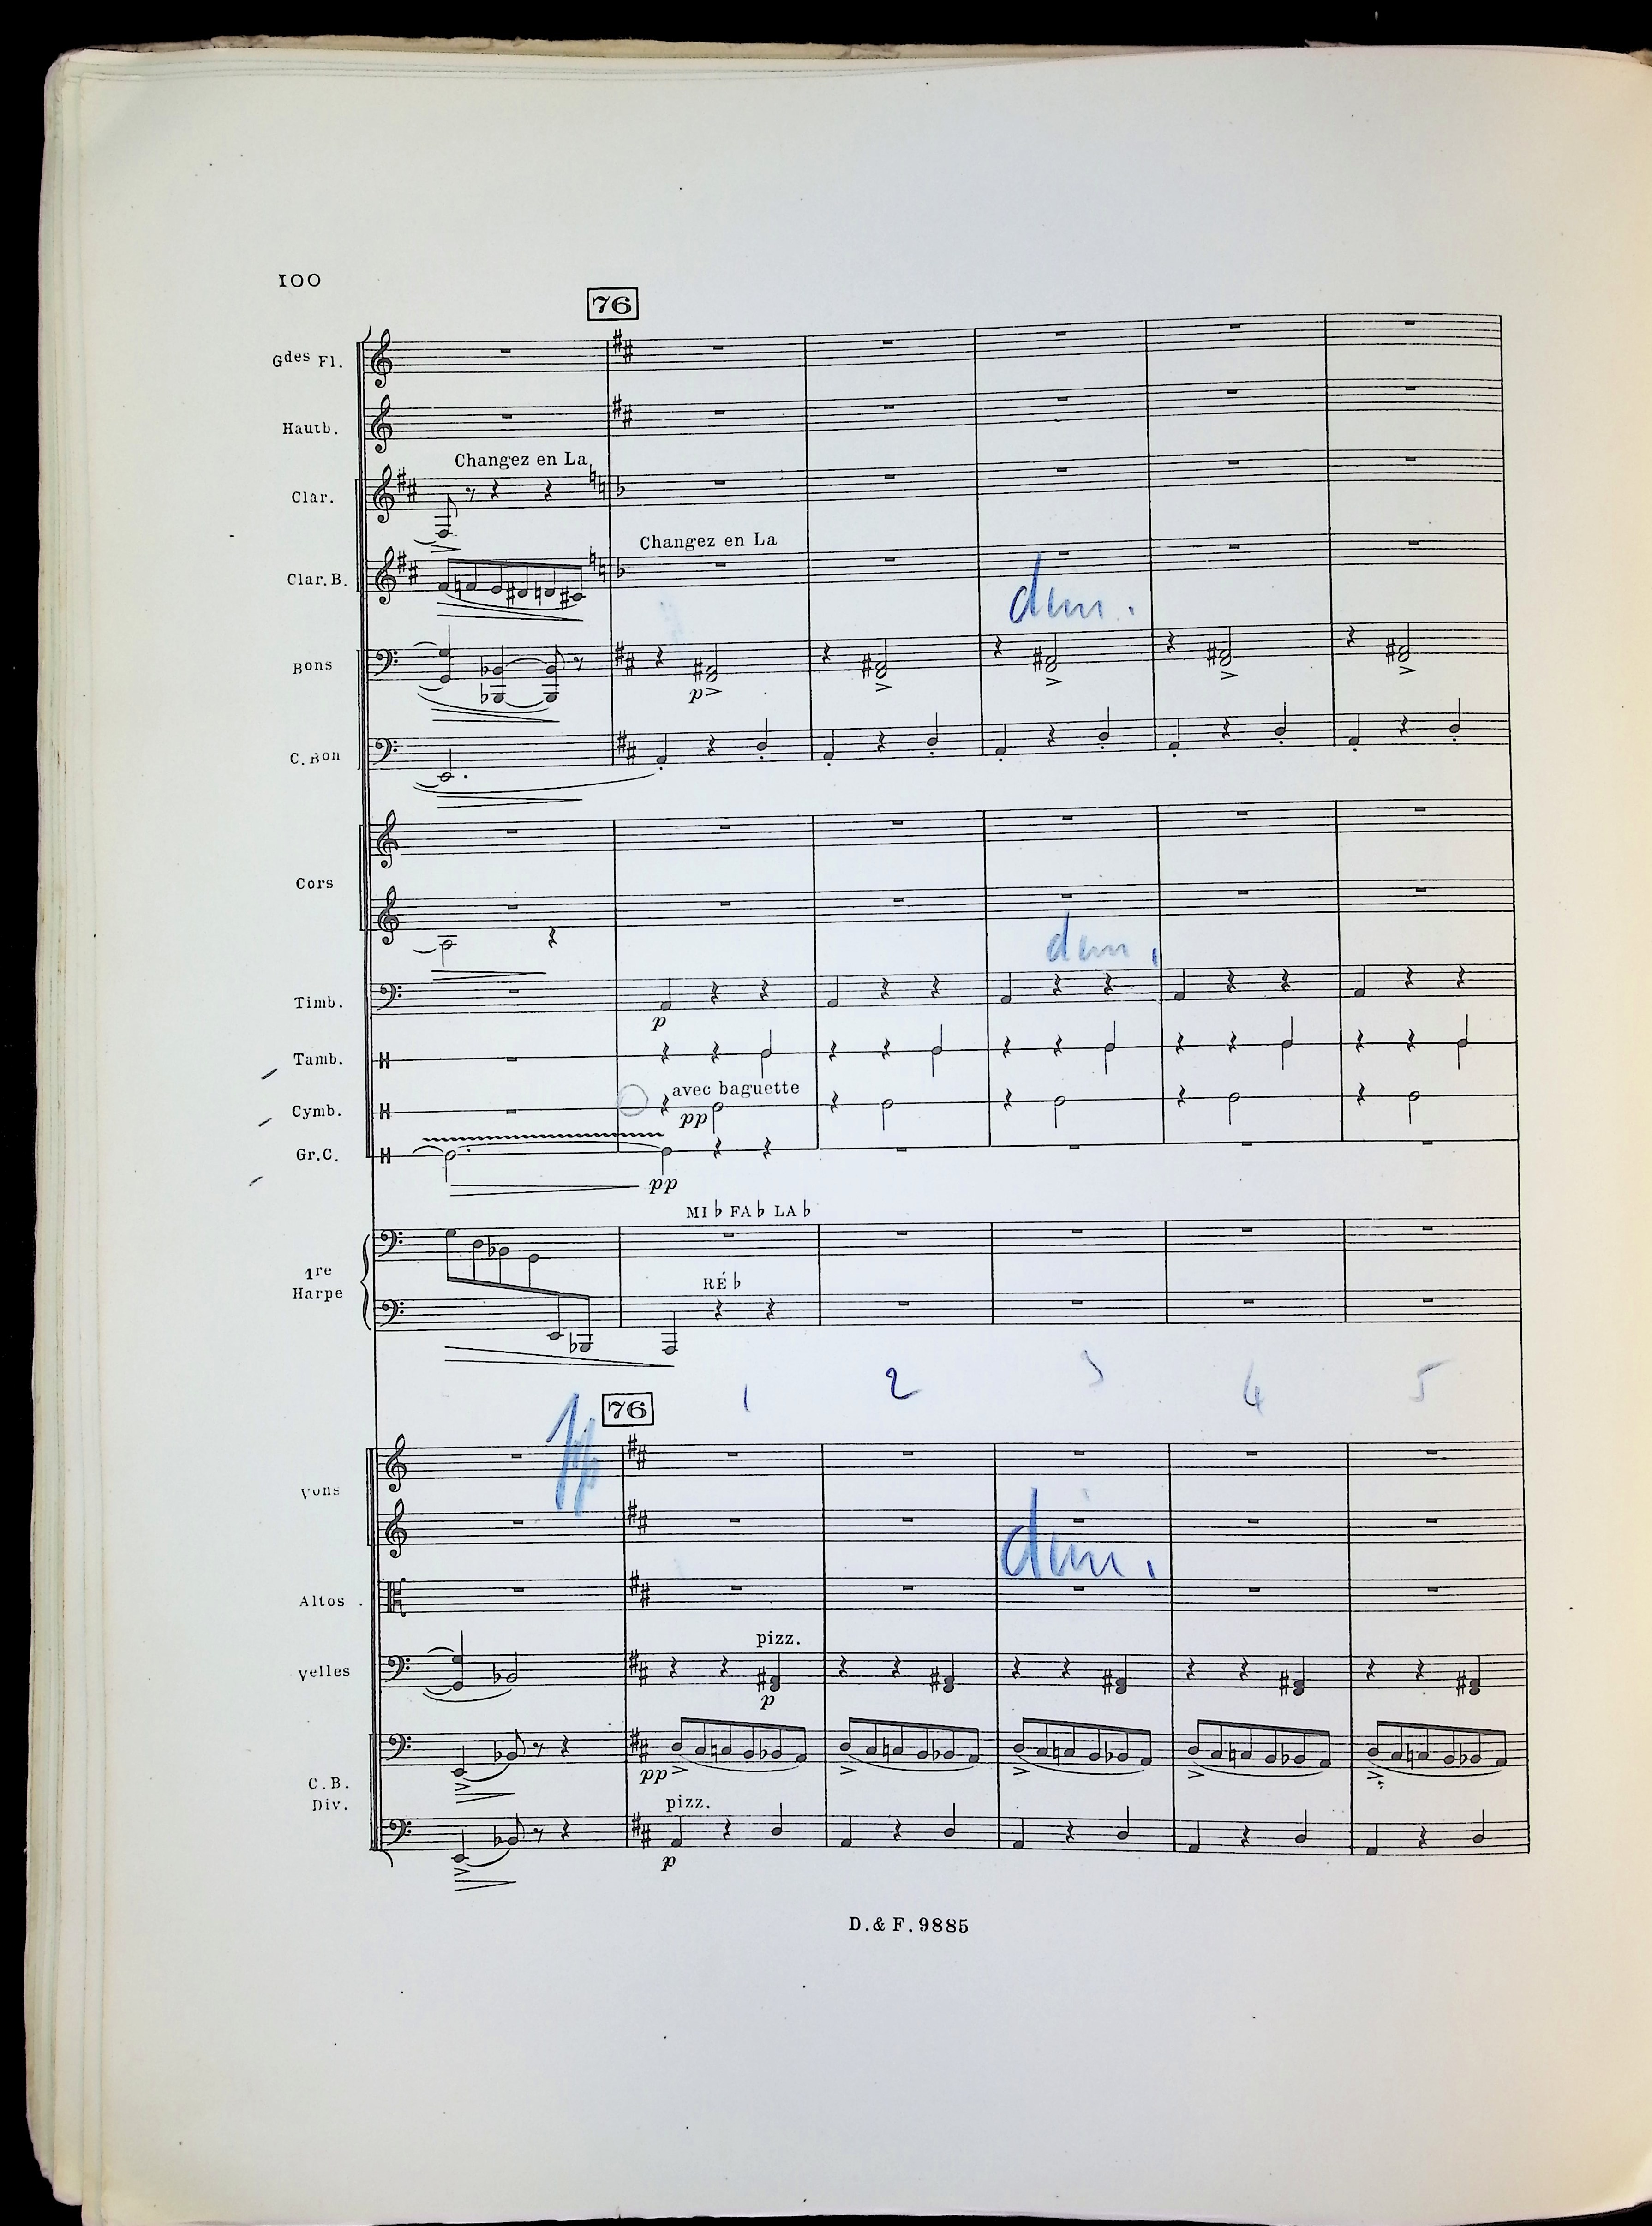 100
76
Gdes Fl.
Hautb.
Changez en La
Clar.
Changez en La
Clar. B.
dim.
Bons
p
C. Bon
Cors
dim.
Timb.
p
Tamb.
avec baguette
Cymb.
pp
Gr. C.
pp
MI ♭ FA ♭ LA ♭
1re
Harpe
RÉ ♭
1 2 3 4 5
76
pp
Vons
dim.
Altos
pizz.
Velles
p
pp
C. B.
Div.
pizz.
p
D. & F. 9885